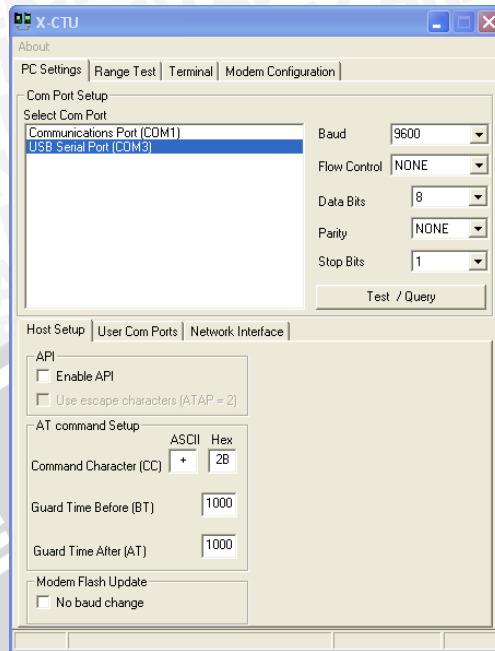 X-CTU
About
PC Settings Range Test Terminal Modem Configuration
Com Port Setup
Select Com Port
Communications Port (COM1)
USB Serial Port (COM3)
Baud 9600
Flow Control NONE
Data Bits 8
Parity NONE
Stop Bits 1
Test / Query
Host Setup User Com Ports Network Interface
API
Enable API
Use escape characters (ATAP = 2)
AT command Setup
ASCII Hex
Command Character (CC) + 2B
Guard Time Before (BT) 1000
Guard Time After (AT) 1000
Modem Flash Update
No baud change